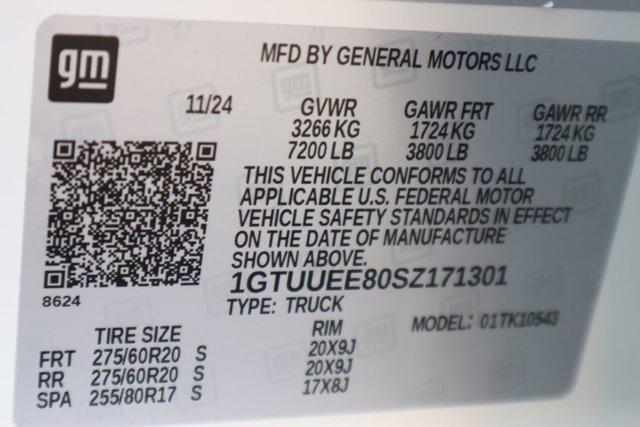 gm
MFD BY GENERAL MOTORS LLC
11/24 GVWR GAWR FRT GAWR RR
3266 KG 1724 KG 1724 KG
7200 LB 3800 LB 3800 LB
THIS VEHICLE CONFORMS TO ALL
APPLICABLE U.S. FEDERAL MOTOR
VEHICLE SAFETY STANDARDS IN EFFECT
ON THE DATE OF MANUFACTURE
SHOWN ABOVE.
1GTUUEE80SZ171301
8624
TYPE: TRUCK
MODEL: 01TK10543
TIRE SIZE RIM
FRT 275/60R20 S 20X9J
RR 275/60R20 S 20X9J
SPA 255/80R17 S 17X8J